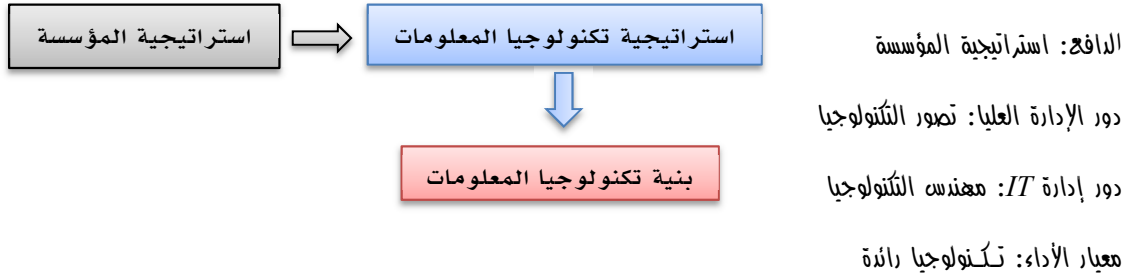 استراتيجية المؤسسة
استراتيجية تكنولوجيا المعلومات
بنية تكنولوجيا المعلومات
الدافع: استراتيجية المؤسسة
دور الإدارة العليا: تصور التكنولوجيا
دور إدارة IT: مهندس التكنولوجيا
معيار الأداء: تكنولوجيا رائدة